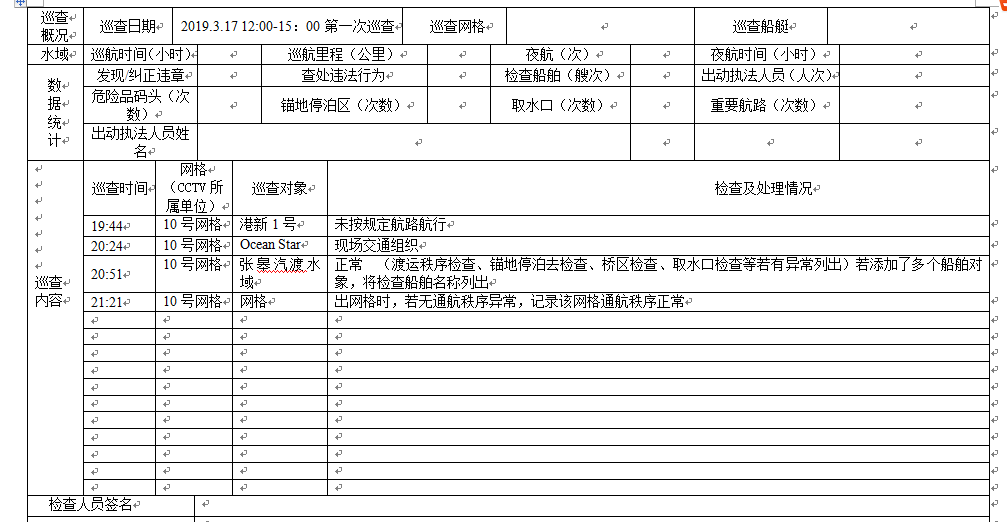 巡查概况 巡查日期 2019.3.17 12:00-15：00 第一次巡查 巡查网格 巡查船艇
水域 巡航时间（小时） 巡航里程（公里） 夜航（次） 夜航时间（小时）
数据统计 发现/纠正违章 查处违法行为 检查船舶（艘次） 出动执法人员（人次）
危险品码头（次数） 锚地停泊区（次数） 取水口（次数） 重要航路（次数）
出动执法人员姓名
巡查内容 巡查时间 网格（CCTV 所属单位） 巡查对象 检查及处理情况
19:44 10 号网格 港新 1 号 未按规定航路航行
20:24 10 号网格 Ocean Star 现场交通组织
20:51 10 号网格 张皋汽渡水域 正常 （渡运秩序检查、锚地停泊去检查、桥区检查、取水口检查等若有异常列出）若添加了多个船舶对象，将检查船舶名称列出
21:21 10 号网格 网格 出网格时，若无通航秩序异常，记录该网格通航秩序正常
检查人员签名